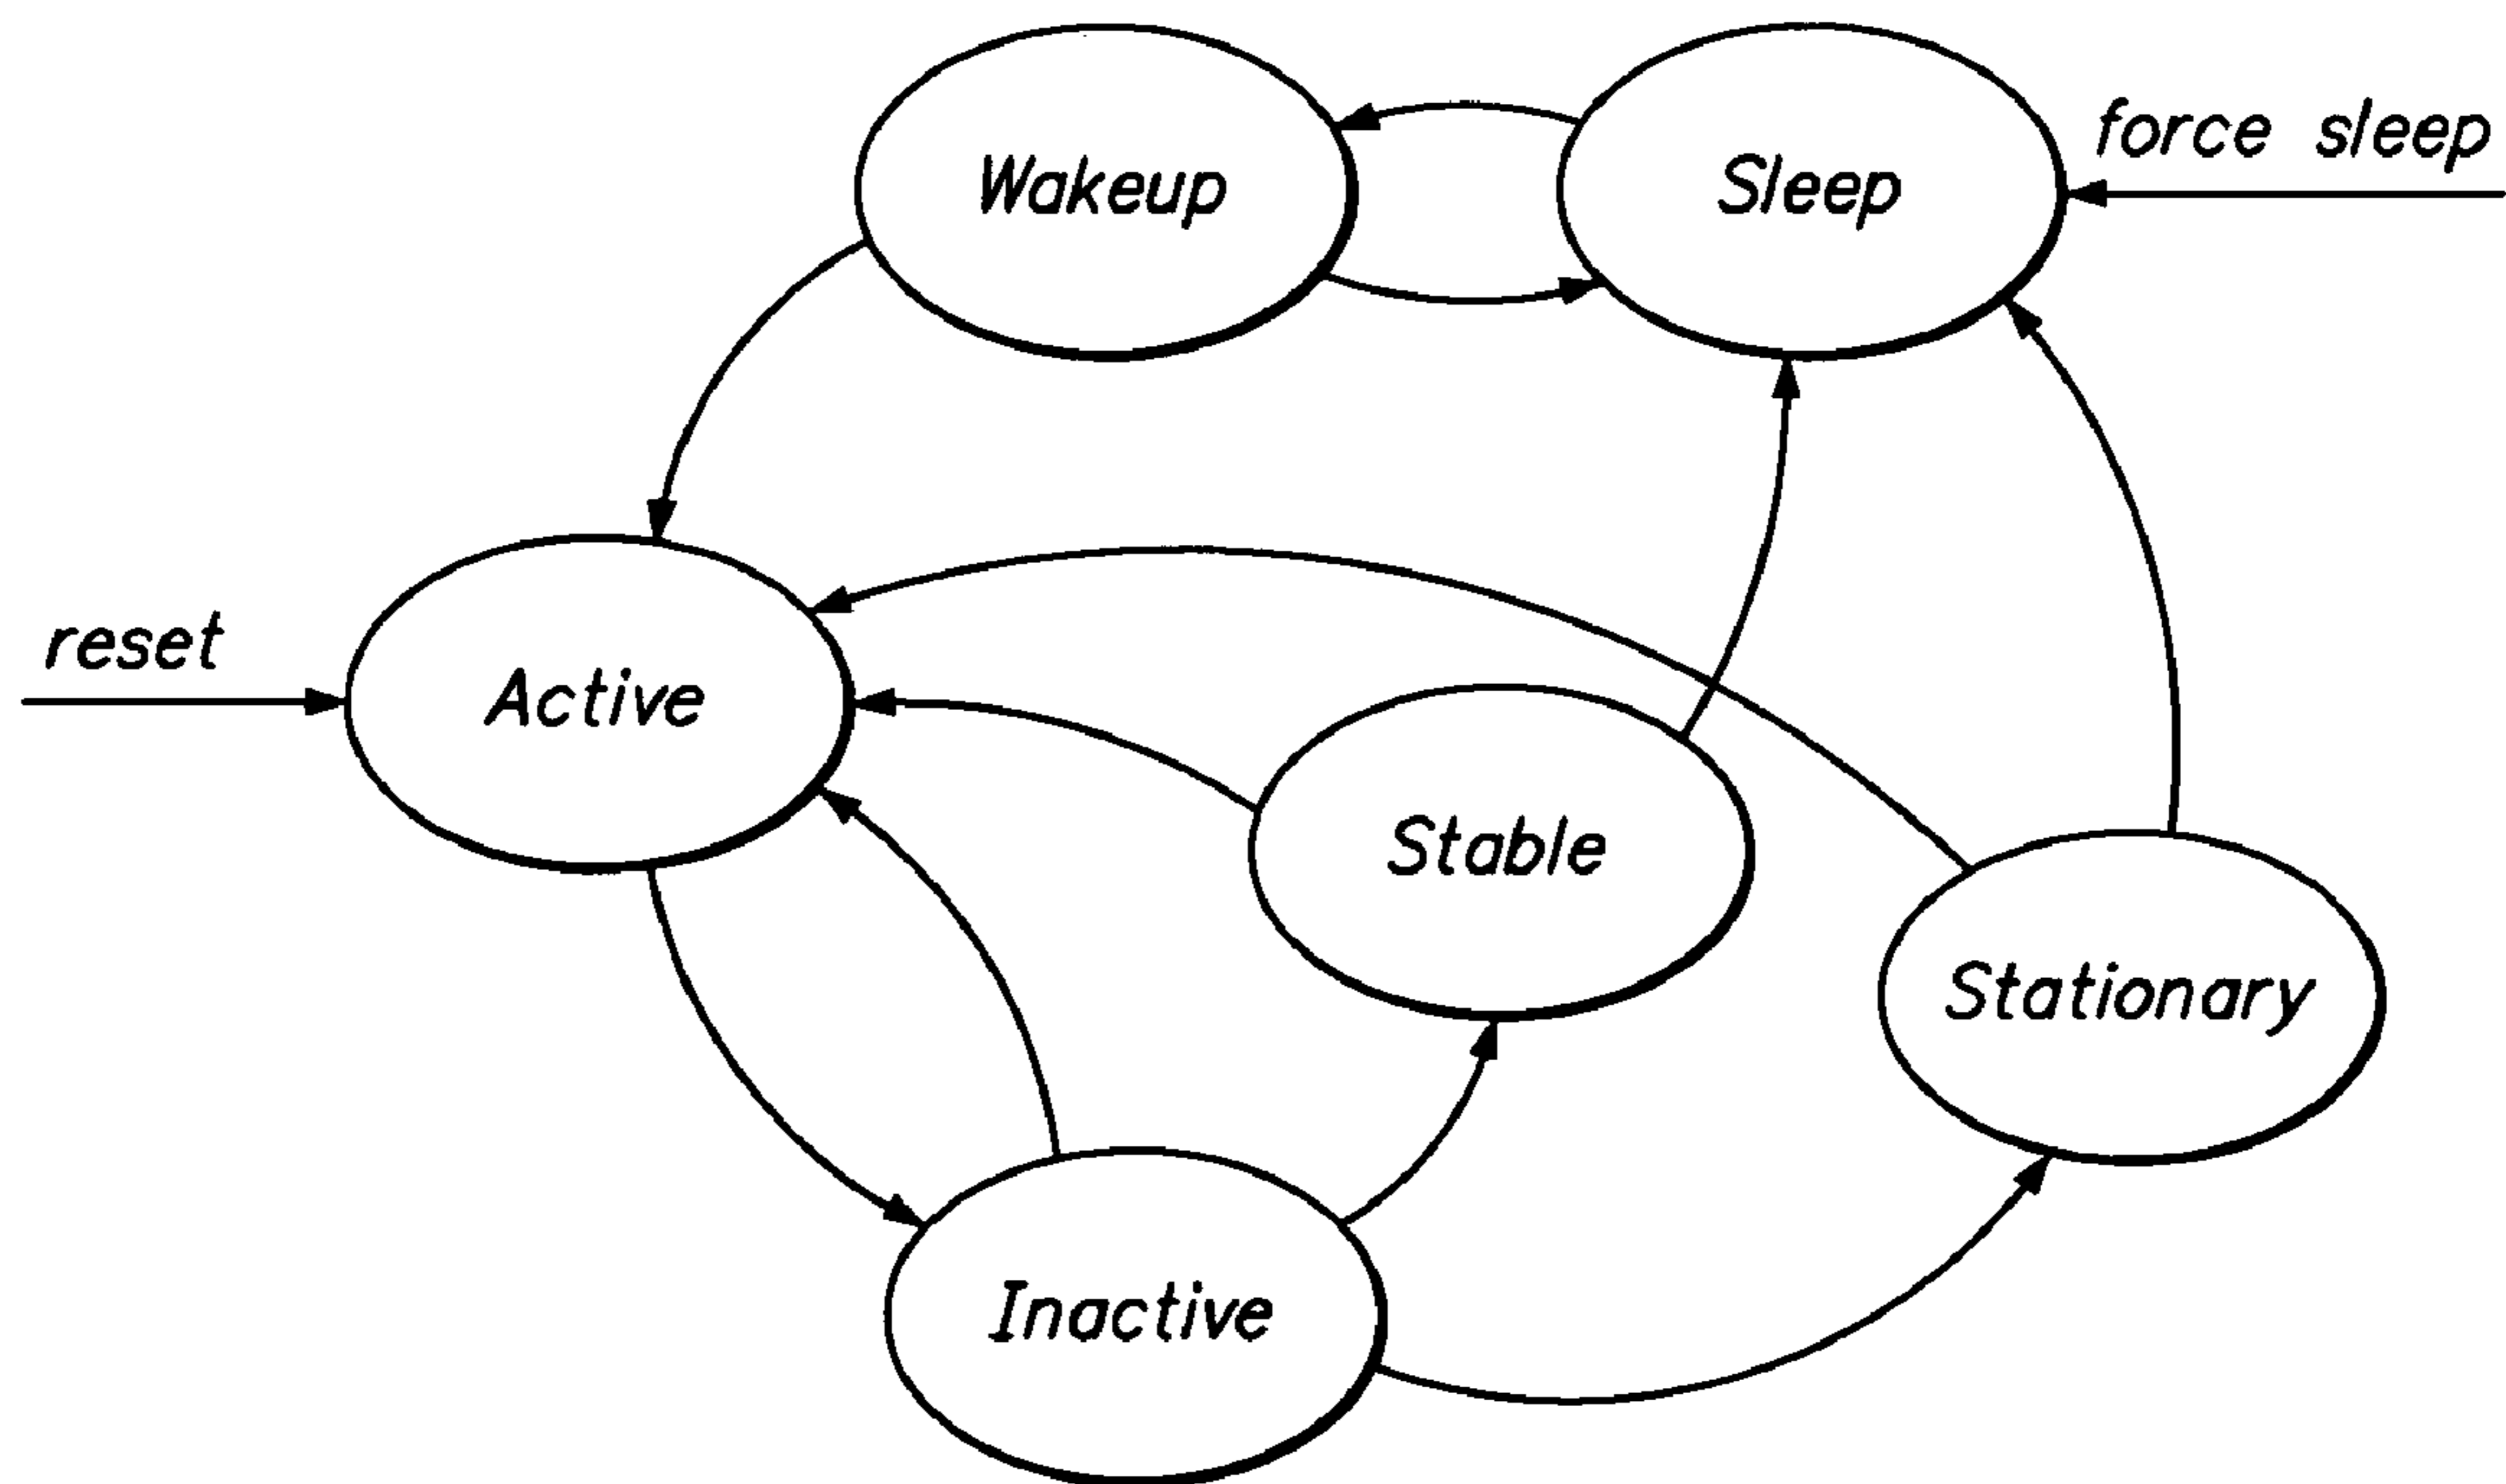 Wakeup
Sleep
force sleep
reset
Active
Stable
Stationary
Inactive